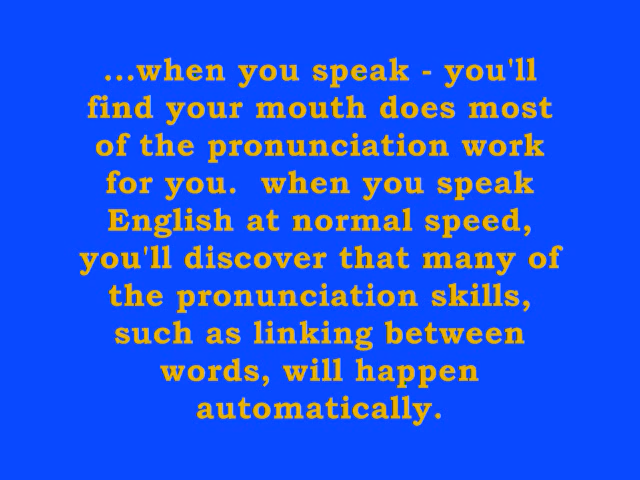 ...when you speak - you'll
find your mouth does most
of the pronunciation work
for you.  when you speak
English at normal speed,
you'll discover that many of
the pronunciation skills,
such as linking between
words, will happen
automatically.